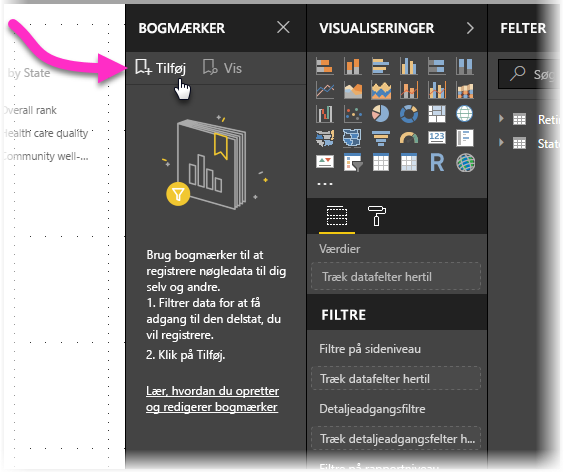 by State
Overall rank
Health care quality
Community well-...
BOGMÆRKER
Tilføj
Vis
Brug bogmærker til at
registrere nøgledata til dig
selv og andre.
1. Filtrer data for at få
adgang til den delstat, du
vil registrere.
2. Klik på Tilføj.
Lær, hvordan du opretter
og redigerer bogmærker
VISUALISERINGER
123
R
...
Værdier
Træk datafelter hertil
FILTRE
Filtre på sideniveau
Træk datafelter hertil
Detaljeadgangsfiltre
Træk detaljeadgangsfelter h...
Filtre på rapportniveau
FELTER
Søg
Reti
State